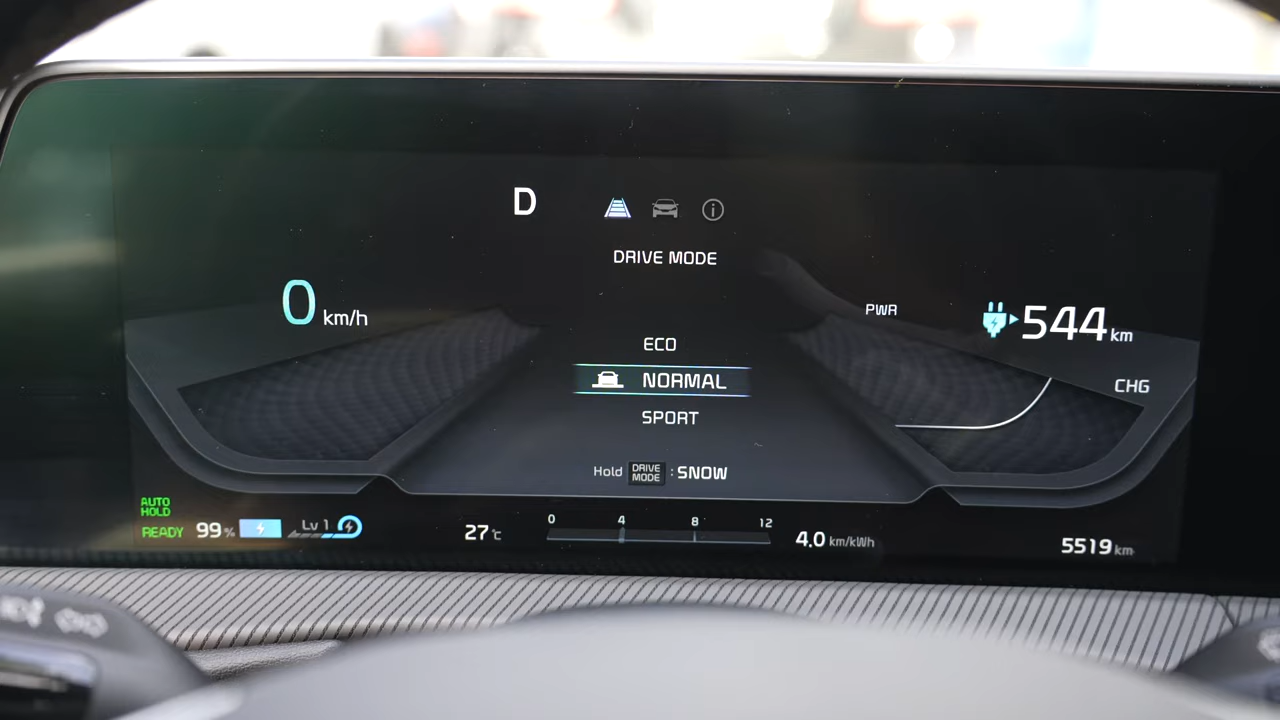 D
DRIVE MODE
0 km/h
PWR
544 km
ECO
NORMAL
SPORT
CHG
Hold DRIVE MODE : SNOW
AUTO HOLD
READY 99% Lv 1
27°C
0 4 8 12
4.0 km/kWh
5519 km